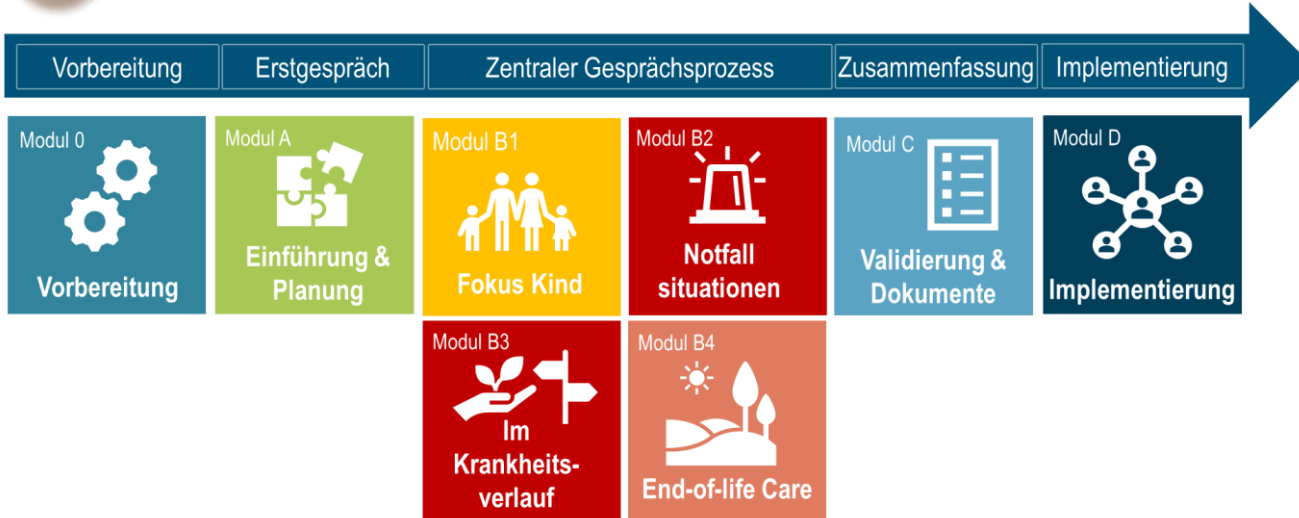 Vorbereitung
Erstgespräch
Zentraler Gesprächsprozess
Zusammenfassung
Implementierung
Modul 0
Vorbereitung
Modul A
Einführung &
Planung
Modul B1
Fokus Kind
Modul B2
Notfall
situationen
Modul C
Validierung &
Dokumente
Modul D
Implementierung
Modul B3
Im
Krankheits-
verlauf
Modul B4
End-of-life Care